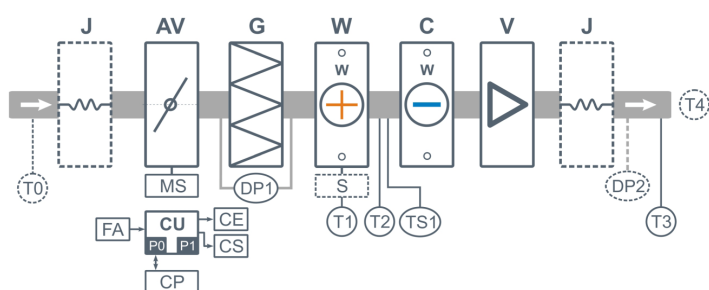 J AV G W C V J
w w
T4
T0 MS DP1 S DP2
T1 T2 TS1 T3
FA CU CE
P0 P1 CS
CP